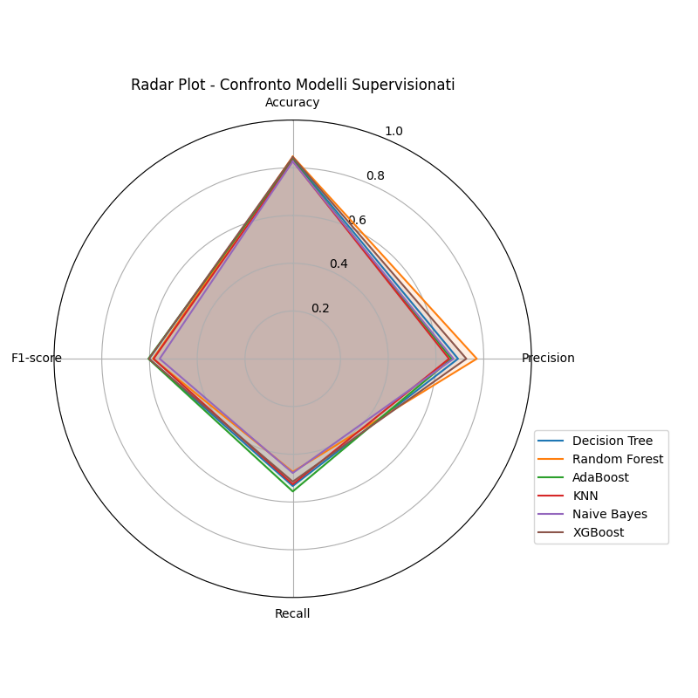 Radar Plot - Confronto Modelli Supervisionati
Accuracy
1.0
0.8
0.6
0.4
0.2
F1-score
Precision
Decision Tree
Random Forest
AdaBoost
KNN
Naive Bayes
XGBoost
Recall